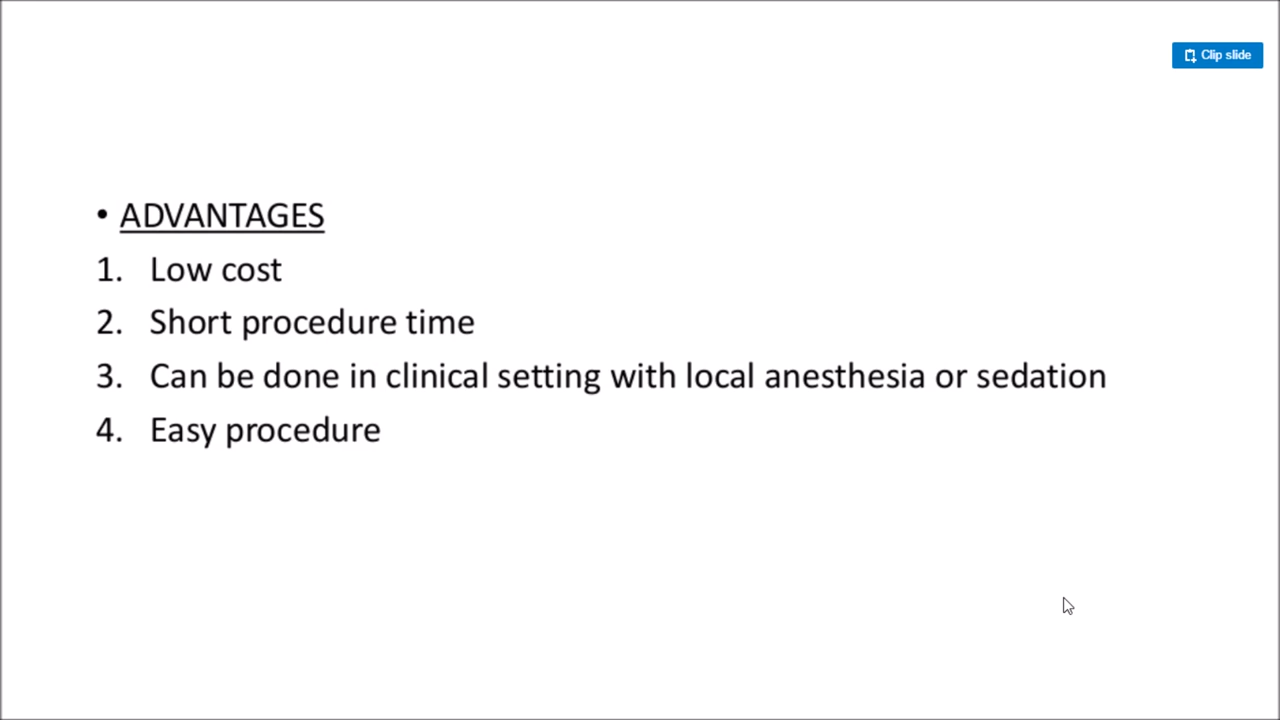 Clip slide
• ADVANTAGES
1. Low cost
2. Short procedure time
3. Can be done in clinical setting with local anesthesia or sedation
4. Easy procedure